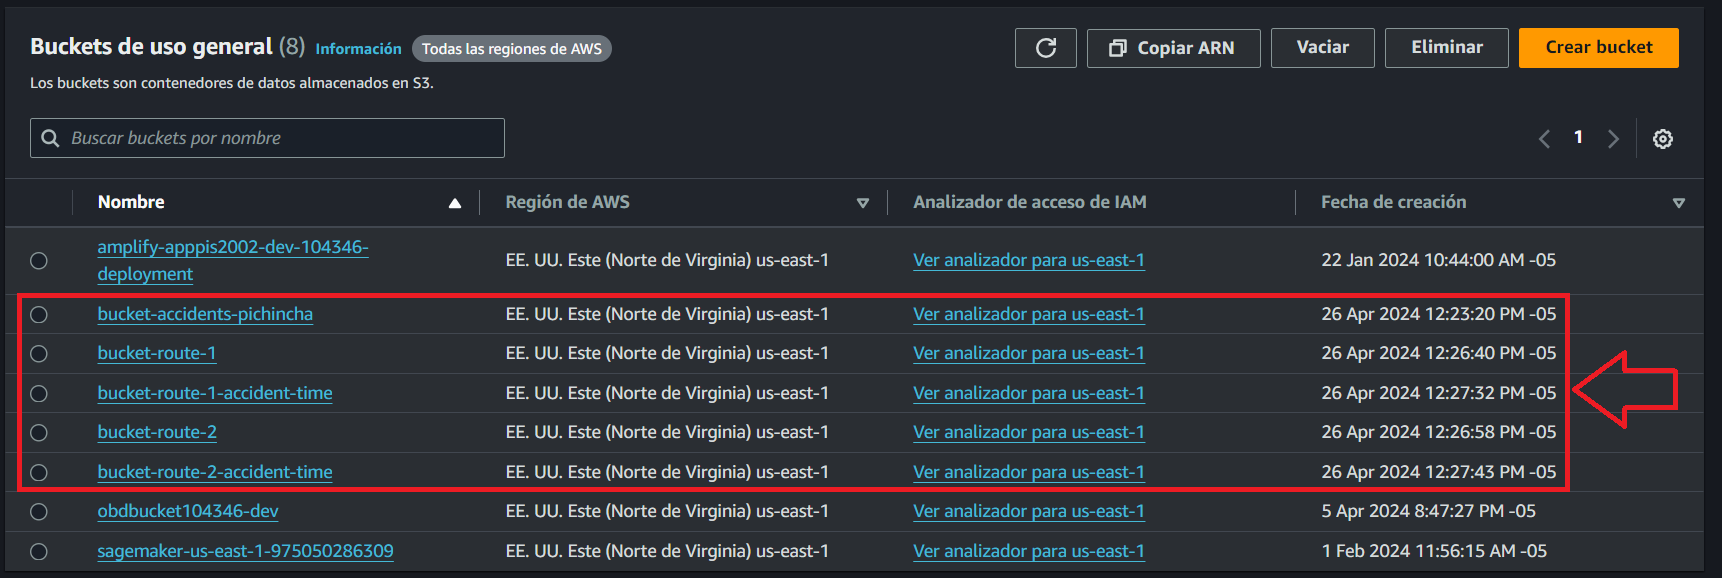 Buckets de uso general (8) Información Todas las regiones de AWS
Copiar ARN Vaciar Eliminar Crear bucket
Los buckets son contenedores de datos almacenados en S3.
Buscar buckets por nombre
1
Nombre Región de AWS Analizador de acceso de IAM Fecha de creación
amplify-apppis2002-dev-104346-
deployment EE. UU. Este (Norte de Virginia) us-east-1 Ver analizador para us-east-1 22 Jan 2024 10:44:00 AM -05
bucket-accidents-pichincha EE. UU. Este (Norte de Virginia) us-east-1 Ver analizador para us-east-1 26 Apr 2024 12:23:20 PM -05
bucket-route-1 EE. UU. Este (Norte de Virginia) us-east-1 Ver analizador para us-east-1 26 Apr 2024 12:26:40 PM -05
bucket-route-1-accident-time EE. UU. Este (Norte de Virginia) us-east-1 Ver analizador para us-east-1 26 Apr 2024 12:27:32 PM -05
bucket-route-2 EE. UU. Este (Norte de Virginia) us-east-1 Ver analizador para us-east-1 26 Apr 2024 12:26:58 PM -05
bucket-route-2-accident-time EE. UU. Este (Norte de Virginia) us-east-1 Ver analizador para us-east-1 26 Apr 2024 12:27:43 PM -05
obdbucket104346-dev EE. UU. Este (Norte de Virginia) us-east-1 Ver analizador para us-east-1 5 Apr 2024 8:47:27 PM -05
sagemaker-us-east-1-975050286309 EE. UU. Este (Norte de Virginia) us-east-1 Ver analizador para us-east-1 1 Feb 2024 11:56:15 AM -05